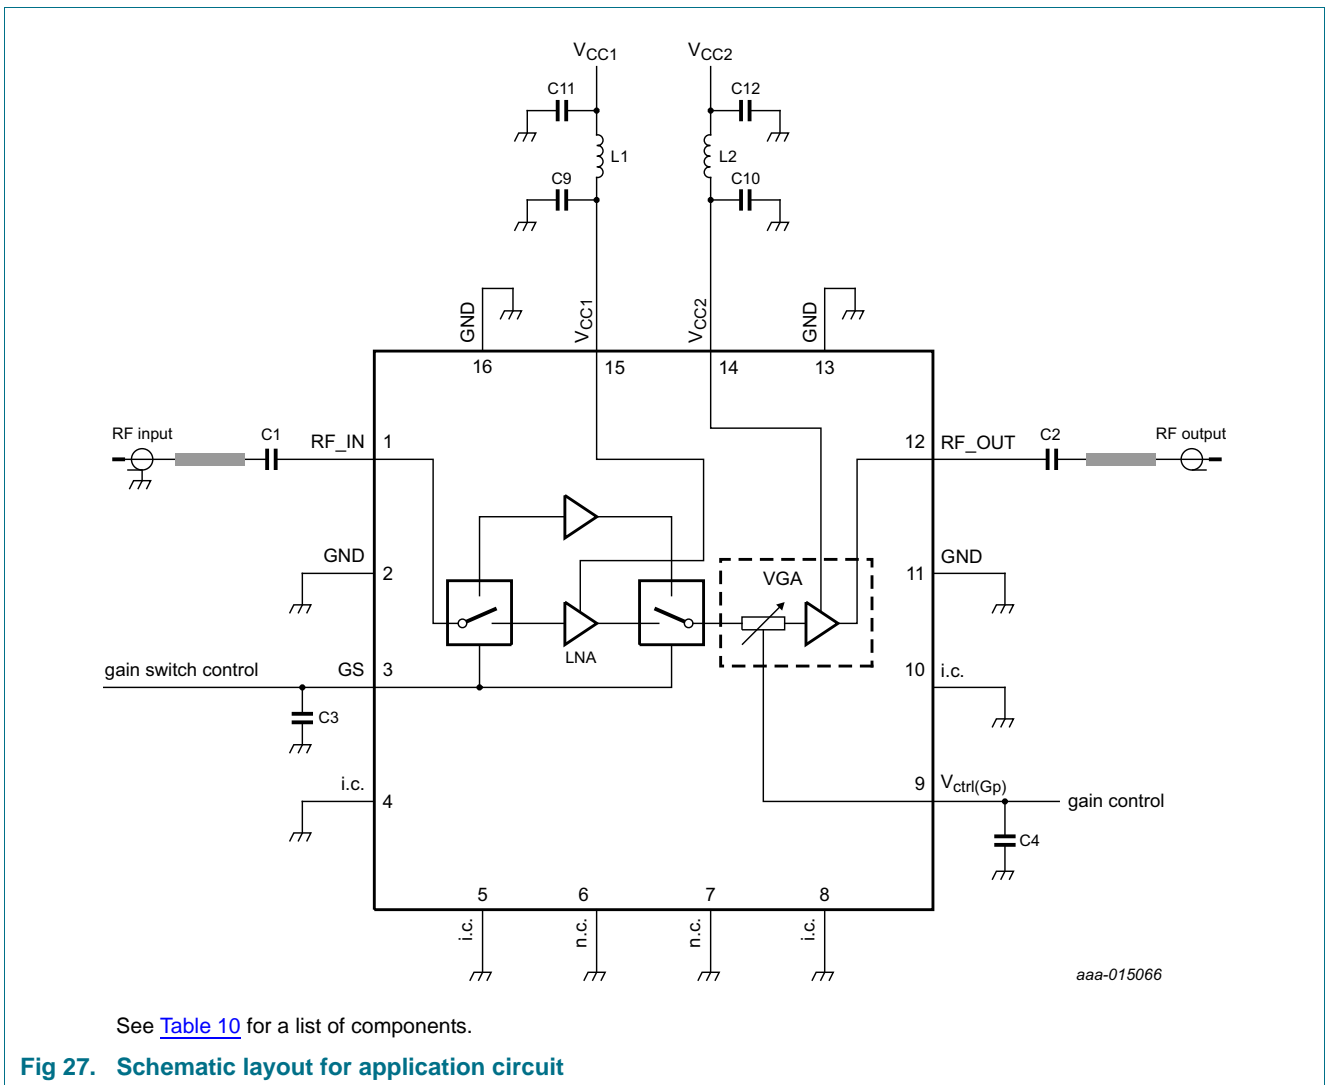 VCC1
VCC2
C11
C12
L1
L2
C9
C10
GND
VCC1
VCC2
GND
16
15
14
13
RF input
C1
RF_IN
1
12
RF_OUT
C2
RF output
GND
2
VGA
11
GND
LNA
gain switch control
GS
3
10
i.c.
C3
i.c.
4
9
Vctrl(Gp)
gain control
C4
5
6
7
8
i.c.
n.c.
n.c.
i.c.
aaa-015066
See Table 10 for a list of components.
Fig 27. Schematic layout for application circuit